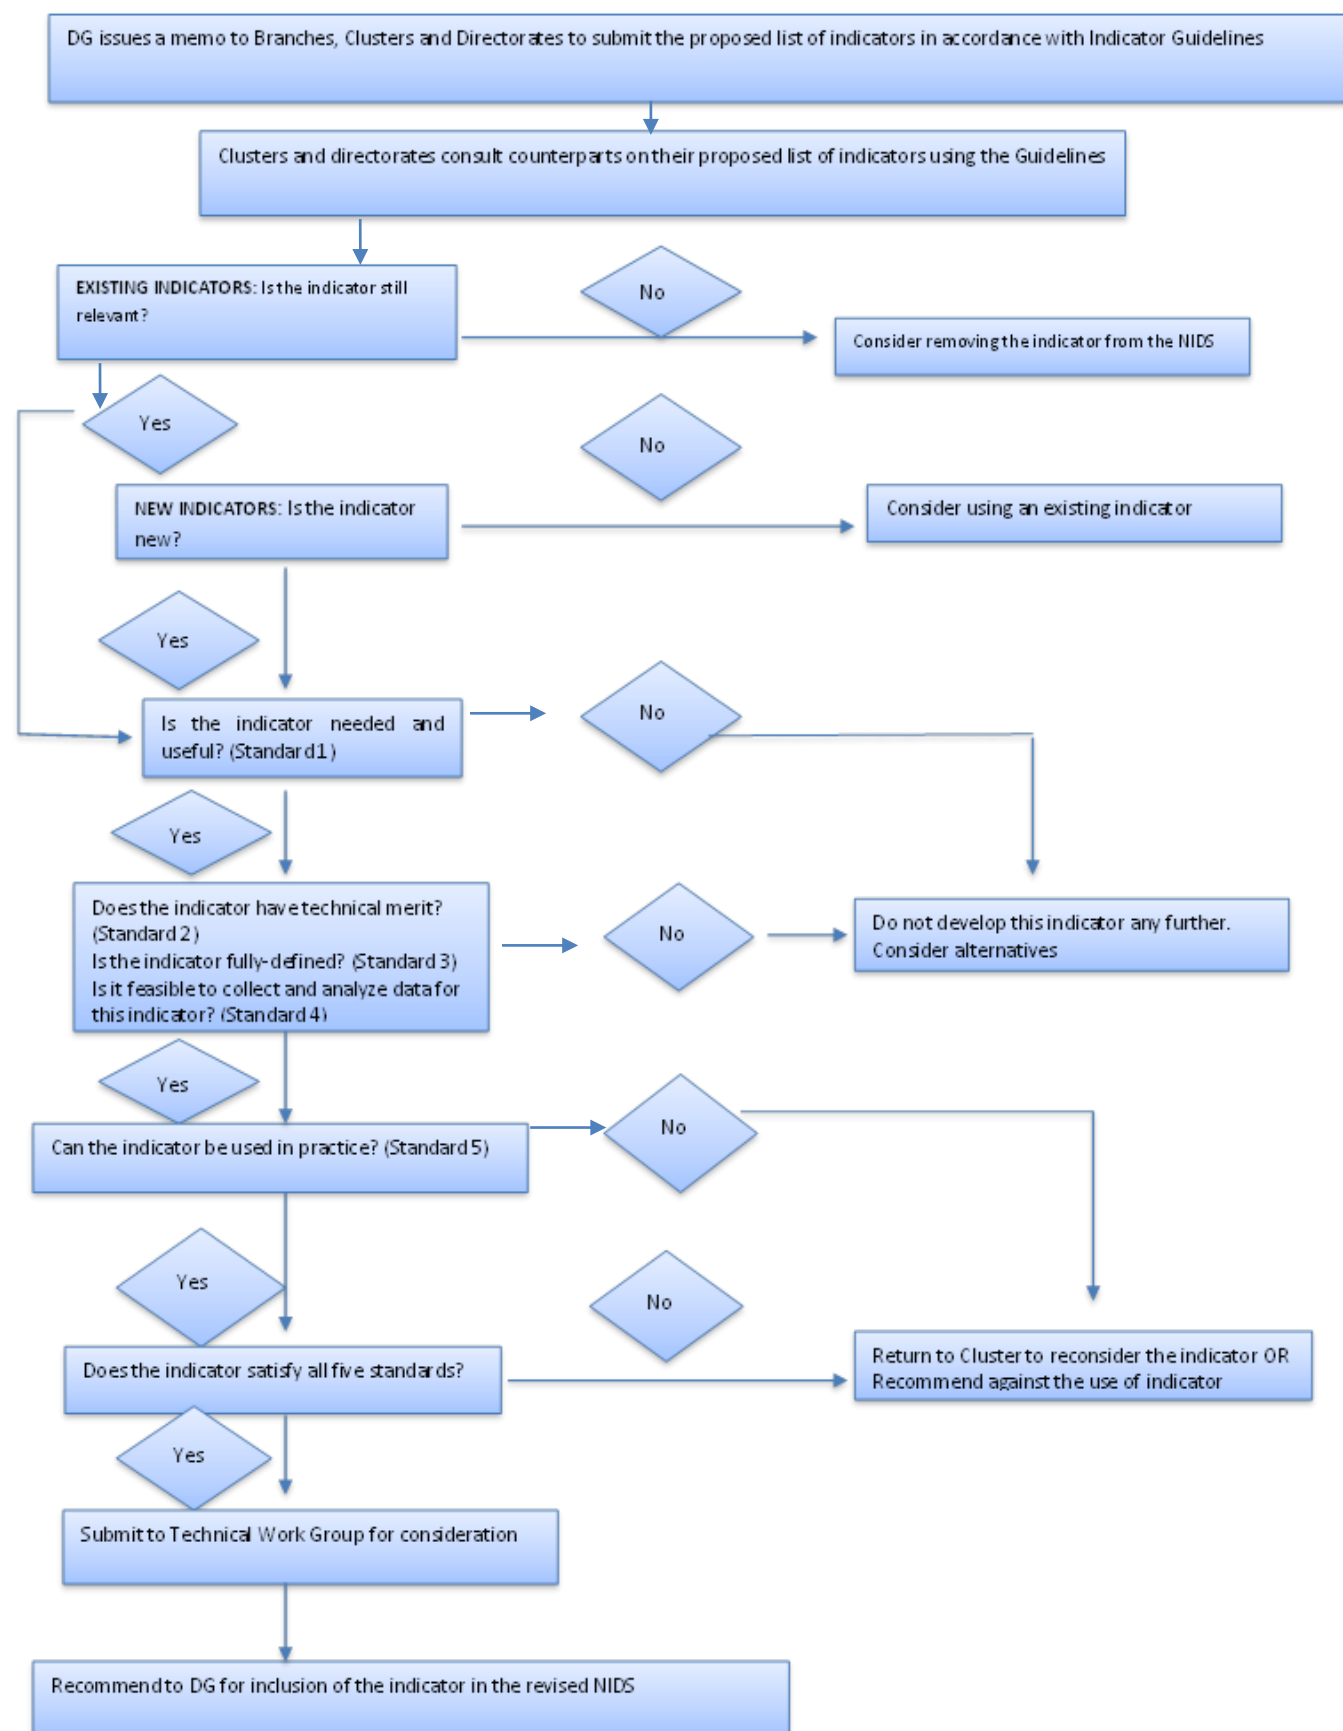 DG issues a memo to Branches, Clusters and Directorates to submit the proposed list of indicators in accordance with Indicator Guidelines
Clusters and directorates consult counterparts on their proposed list of indicators using the Guidelines
EXISTING INDICATORS: Is the indicator still
relevant?
No
Consider removing the indicator from the NIDS
Yes
No
NEW INDICATORS: Is the indicator
new?
Consider using an existing indicator
Yes
Is the indicator needed and
useful? (Standard 1)
No
Yes
Does the indicator have technical merit?
(Standard 2)
Is the indicator fully-defined? (Standard 3)
Is it feasible to collect and analyze data for
this indicator? (Standard 4)
No
Do not develop this indicator any further.
Consider alternatives
Yes
Can the indicator be used in practice? (Standard 5)
No
Yes
No
Does the indicator satisfy all five standards?
Return to Cluster to reconsider the indicator OR
Recommend against the use of indicator
Yes
Submit to Technical Work Group for consideration
Recommend to DG for inclusion of the indicator in the revised NIDS